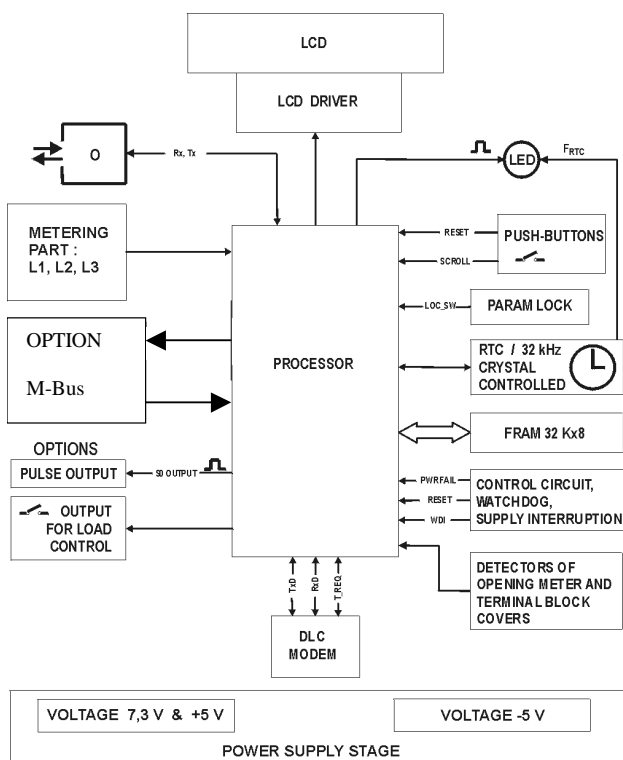 LCD
LCD DRIVER
O
Rx, Tx
LED
FRTC
METERING
PART :
L1, L2, L3
RESET
SCROLL
PUSH-BUTTONS
LOC_SW
PARAM LOCK
OPTION
M-Bus
PROCESSOR
RTC / 32 kHz
CRYSTAL
CONTROLLED
FRAM 32 Kx8
OPTIONS
PULSE OUTPUT
S0 OUTPUT
PWRFAIL
RESET
WDI
CONTROL CIRCUIT,
WATCHDOG,
SUPPLY INTERRUPTION
OUTPUT
FOR LOAD
CONTROL
DETECTORS OF
OPENING METER AND
TERMINAL BLOCK
COVERS
TxD
RxD
T_REQ
DLC
MODEM
VOLTAGE 7,3 V & +5 V
VOLTAGE -5 V
POWER SUPPLY STAGE